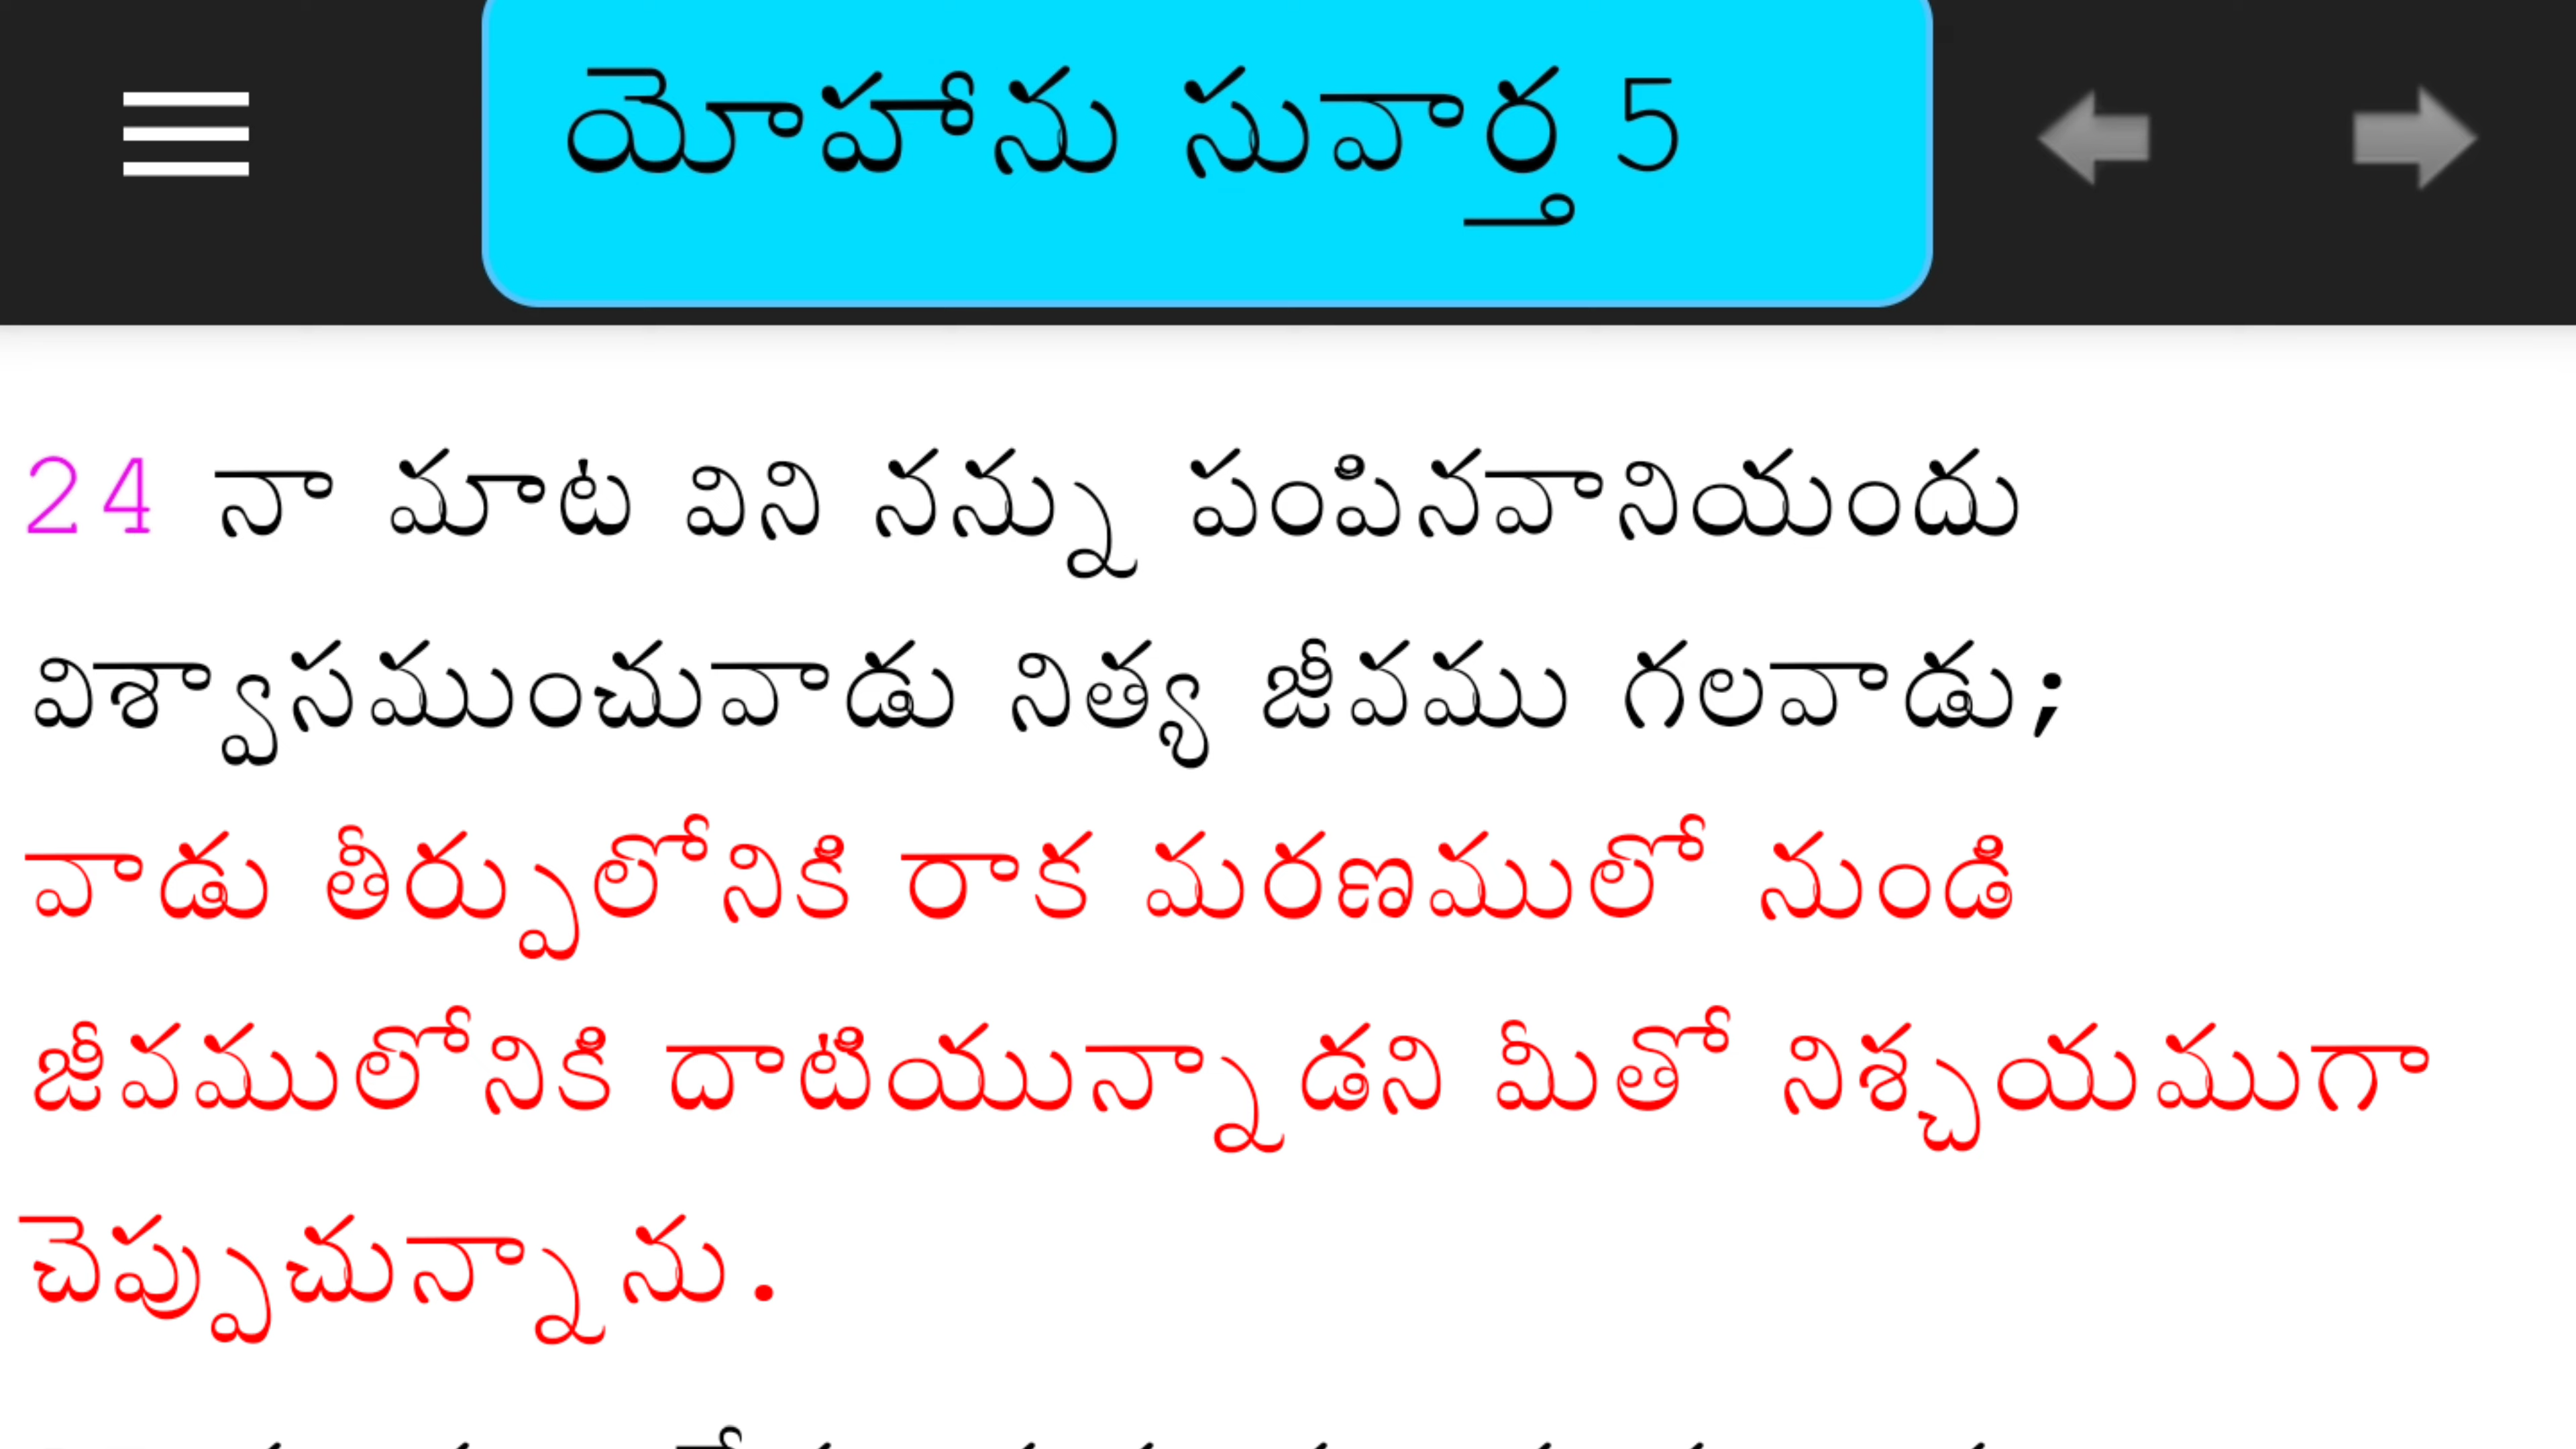 యోహాను సువార్త 5
24 నా మాట విని నన్ను పంపినవానియందు
విశ్వాసముంచువాడు నిత్య జీవము గలవాడు;
వాడు తీర్పులోనికి రాక మరణములో నుండి
జీవములోనికి దాటియున్నాడని మీతో నిశ్చయముగా
చెప్పుచున్నాను.